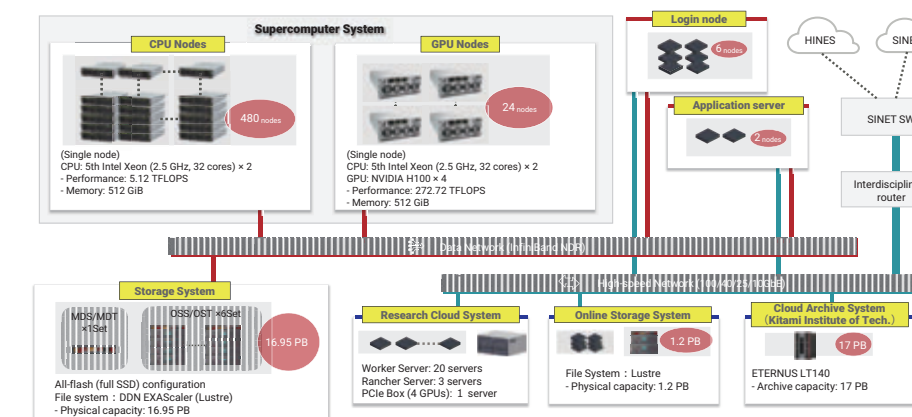 Supercomputer System
CPU Nodes
480 nodes
(Single node)
CPU: 5th Intel Xeon (2.5 GHz, 32 cores) × 2
- Performance: 5.12 TFLOPS
- Memory: 512 GiB
GPU Nodes
24 nodes
(Single node)
CPU: 5th Intel Xeon (2.5 GHz, 32 cores) × 2
GPU: NVIDIA H100 × 4
- Performance: 272.72 TFLOPS
- Memory: 512 GiB
Login node
6 nodes
Application server
2 nodes
HINES
SINE
SINET SW
Interdisciplin
router
Data Network (InfiniBand NDR)
High-speed Network (100/40/25/10GbE)
Storage System
MDS/MDT
×1Set
OSS/OST ×6Set
16.95 PB
All-flash (full SSD) configuration
File system : DDN EXAScaler (Lustre)
- Physical capacity: 16.95 PB
Research Cloud System
Worker Server: 20 servers
Rancher Server: 3 servers
PCIe Box (4 GPUs): 1 server
Online Storage System
1.2 PB
File System : Lustre
- Physical capacity: 1.2 PB
Cloud Archive System
(Kitami Institute of Tech.)
17 PB
ETERNUS LT140
- Archive capacity: 17 PB